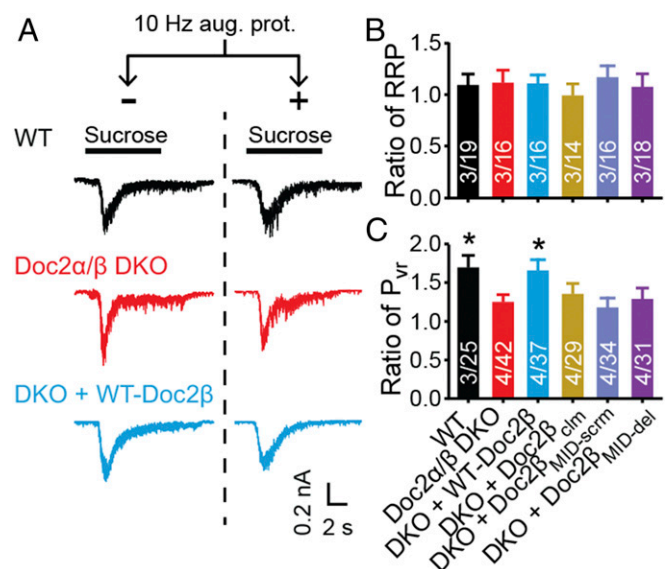 A
10 Hz aug. prot.
- +
WT
Sucrose Sucrose
Doc2α/β DKO
DKO + WT-Doc2β
0.2 nA
2 s
B
Ratio of RRP
1.5
1.0
0.5
0.0
3/19 3/16 3/16 3/14 3/16 3/18
C
Ratio of Pvr
2.0
1.5
1.0
0.5
0.0
* *
3/25 4/42 4/37 4/29 4/34 4/31
WT
Doc2α/β DKO
DKO + WT-Doc2β
DKO + Doc2βclm
DKO + Doc2βMID-scrm
DKO + Doc2βMID-del